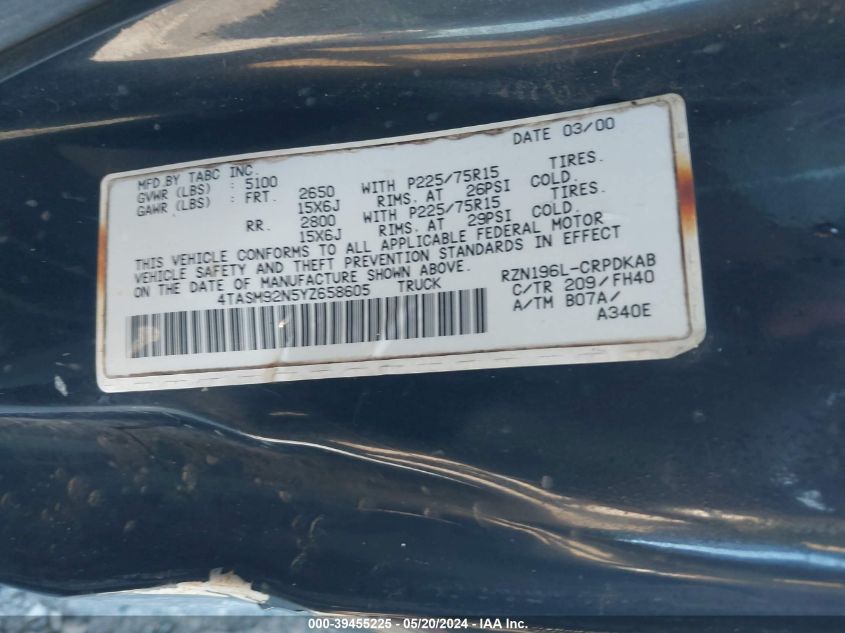 DATE 03/00
MFD.BY TABC INC.
GVWR (LBS) : 5100
GAWR (LBS) : FRT. 2650 WITH P225/75R15 TIRES.
15X6J RIMS. AT 26PSI COLD.
RR. 2800 WITH P225/75R15 TIRES.
15X6J RIMS. AT 29PSI COLD.
THIS VEHICLE CONFORMS TO ALL APPLICABLE FEDERAL MOTOR
VEHICLE SAFETY AND THEFT PREVENTION STANDARDS IN EFFECT
ON THE DATE OF MANUFACTURE SHOWN ABOVE.
4TASM92N5YZ658605 TRUCK
RZN196L-CRPDKAB
C/TR 209/FH40
A/TM B07A/
A340E
000-39455225 - 05/20/2024 - IAA Inc.